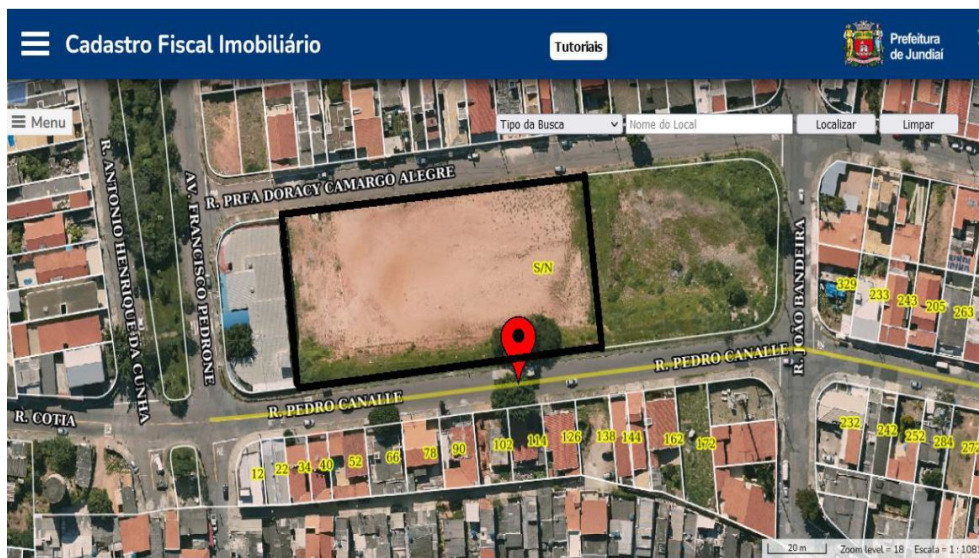 Cadastro Fiscal Imobiliário
Tutoriais
Prefeitura
de Jundiaí
Menu
Tipo da Busca
Nome do Local
Localizar
Limpar
R. PRFA DORACY CAMARGO ALEGRE
R. ANTONIO HENRIQUE DA CUNHA
AV. FRANCISCO PEDRONE
R. JOÃO BANDEIRA
S/N
329
233
243
205
263
R. PEDRO CANALLE
R. PEDRO CANALLE
R. COTIA
12
22
34
40
52
66
78
90
102
114
126
138
144
162
172
232
242
252
284
20 m
Zoom level = 18